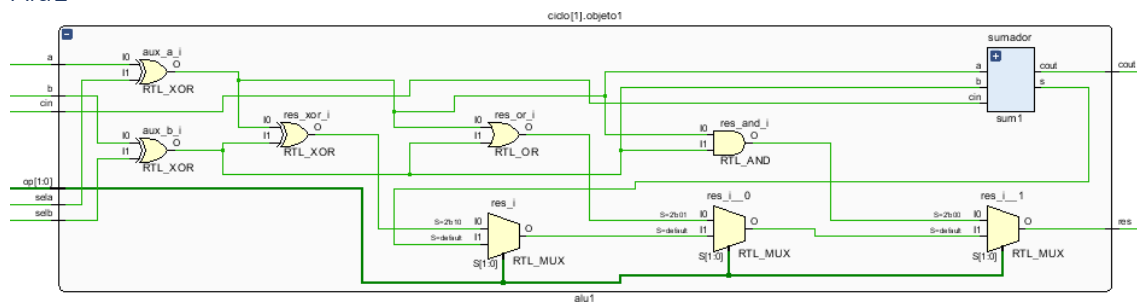 ciclo[1].objeto1
sumador
aux_a_i
a
I0
I1
O
RTL_XOR
a
b
cin
cout
s
cout
sum1
b
cin
aux_b_i
I0
I1
O
RTL_XOR
res_xor_i
I0
I1
O
RTL_XOR
res_or_i
I0
I1
O
RTL_OR
res_and_i
I0
I1
O
RTL_AND
op[1:0]
sela
selb
res_i
S=2'b10
I0
S=default
I1
O
S[1:0]
RTL_MUX
res_i__0
S=2'b01
I0
S=default
I1
O
S[1:0]
RTL_MUX
res_i__1
S=2'b00
I0
S=default
I1
O
S[1:0]
RTL_MUX
res
alu1